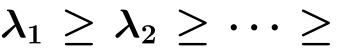 λ₁ ≥ λ₂ ≥ ⋯ ≥